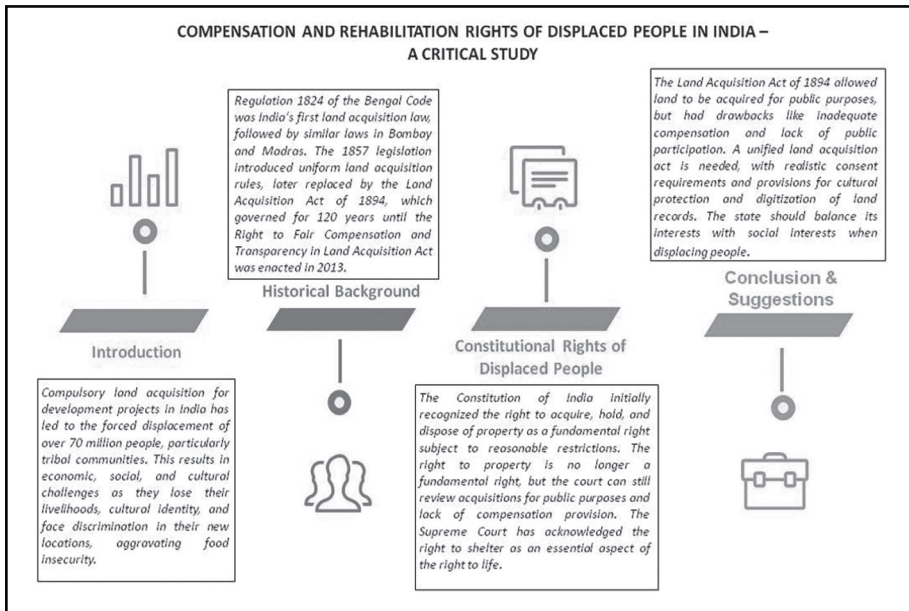 COMPENSATION AND REHABILITATION RIGHTS OF DISPLACED PEOPLE IN INDIA –
A CRITICAL STUDY
Introduction
Compulsory land acquisition for
development projects in India has
led to the forced displacement of
over 70 million people, particularly
tribal communities. This results in
economic, social, and cultural
challenges as they lose their
livelihoods, cultural identity, and
face discrimination in their new
locations, aggravating food
insecurity.
Regulation 1824 of the Bengal Code
was India's first land acquisition law,
followed by similar laws in Bombay
and Madras. The 1857 legislation
introduced uniform land acquisition
rules, later replaced by the Land
Acquisition Act of 1894, which
governed for 120 years until the
Right to Fair Compensation and
Transparency in Land Acquisition Act
was enacted in 2013.
Historical Background
Constitutional Rights of
Displaced People
The Constitution of India initially
recognized the right to acquire, hold, and
dispose of property as a fundamental right
subject to reasonable restrictions. The
right to property is no longer a
fundamental right, but the court can still
review acquisitions for public purposes and
lack of compensation provision. The
Supreme Court has acknowledged the
right to shelter as an essential aspect of
the right to life.
The Land Acquisition Act of 1894 allowed
land to be acquired for public purposes,
but had drawbacks like inadequate
compensation and lack of public
participation. A unified land acquisition
act is needed, with realistic consent
requirements and provisions for cultural
protection and digitization of land
records. The state should balance its
interests with social interests when
displacing people.
Conclusion &
Suggestions